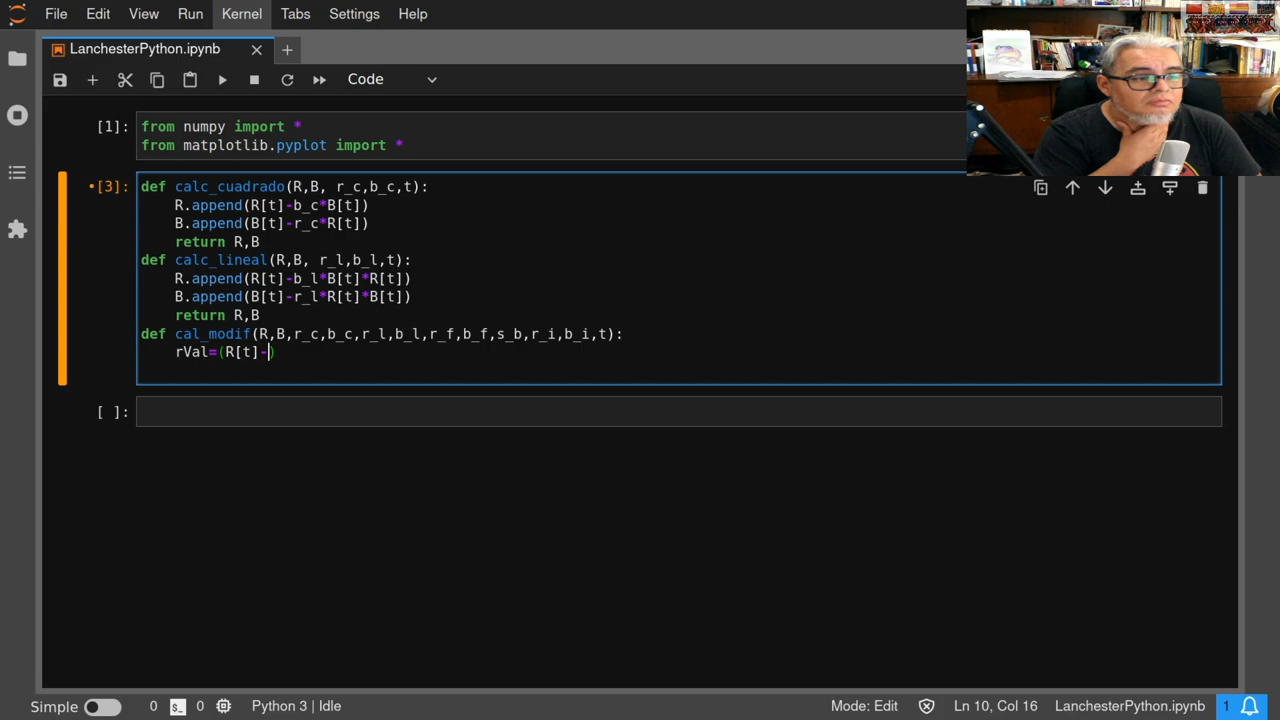 File Edit View Run Kernel Tabs Settings Help
LanchesterPython.ipynb
Code
[1]: from numpy import *
from matplotlib.pyplot import *
[3]: def calc_cuadrado(R,B, r_c,b_c,t):
R.append(R[t]-b_c*B[t])
B.append(B[t]-r_c*R[t])
return R,B
def calc_lineal(R,B, r_l,b_l,t):
R.append(R[t]-b_l*B[t]*R[t])
B.append(B[t]-r_l*R[t]*B[t])
return R,B
def cal_modif(R,B,r_c,b_c,r_l,b_l,r_f,b_f,s_b,r_i,b_i,t):
rVal=(R[t]-)
[ ]:
Simple 0 $_ 0 Python 3 | Idle Mode: Edit Ln 10, Col 16 LanchesterPython.ipynb 1